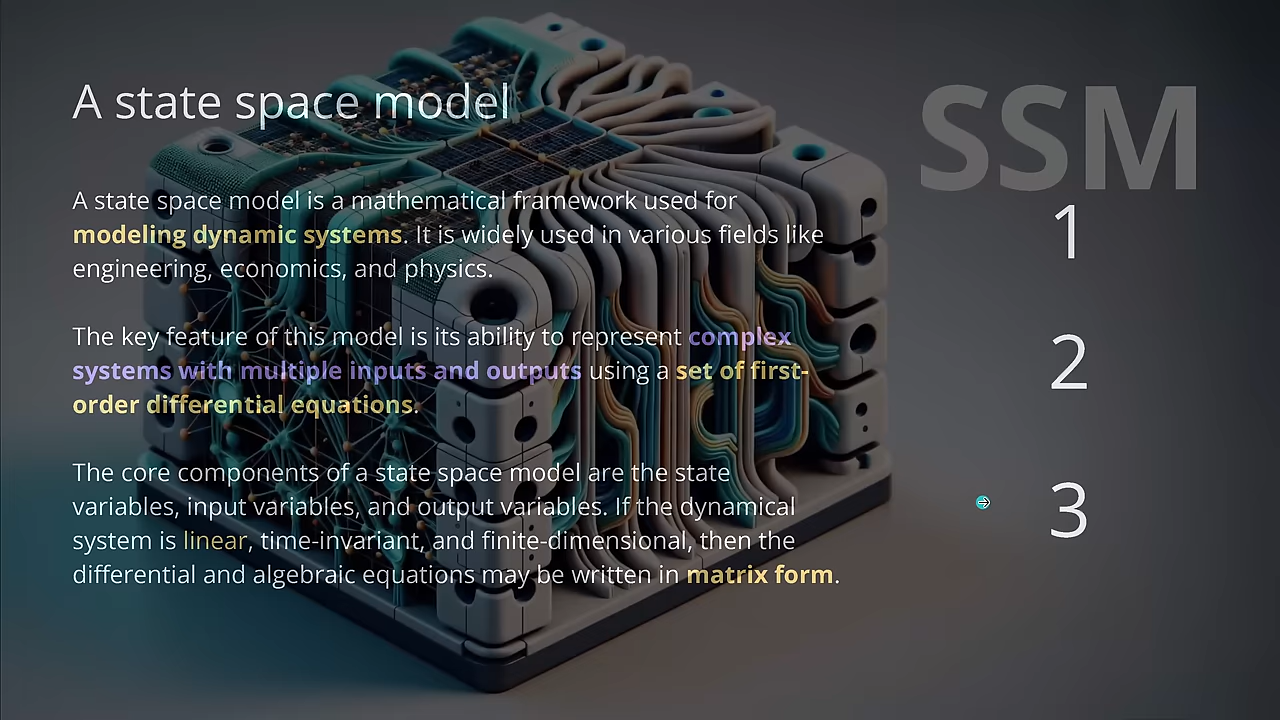 A state space model
A state space model is a mathematical framework used for
modeling dynamic systems. It is widely used in various fields like
engineering, economics, and physics.
The key feature of this model is its ability to represent complex
systems with multiple inputs and outputs using a set of first-
order differential equations.
The core components of a state space model are the state
variables, input variables, and output variables. If the dynamical
system is linear, time-invariant, and finite-dimensional, then the
differential and algebraic equations may be written in matrix form.
SSM
1
2
3